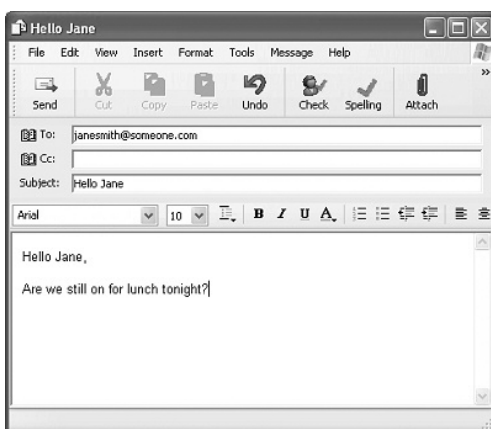 Hello Jane
File Edit View Insert Format Tools Message Help
Send Cut Copy Paste Undo Check Spelling Attach
To: janesmith@someone.com
Cc:
Subject: Hello Jane
Arial 10 B I U A
Hello Jane,
Are we still on for lunch tonight?